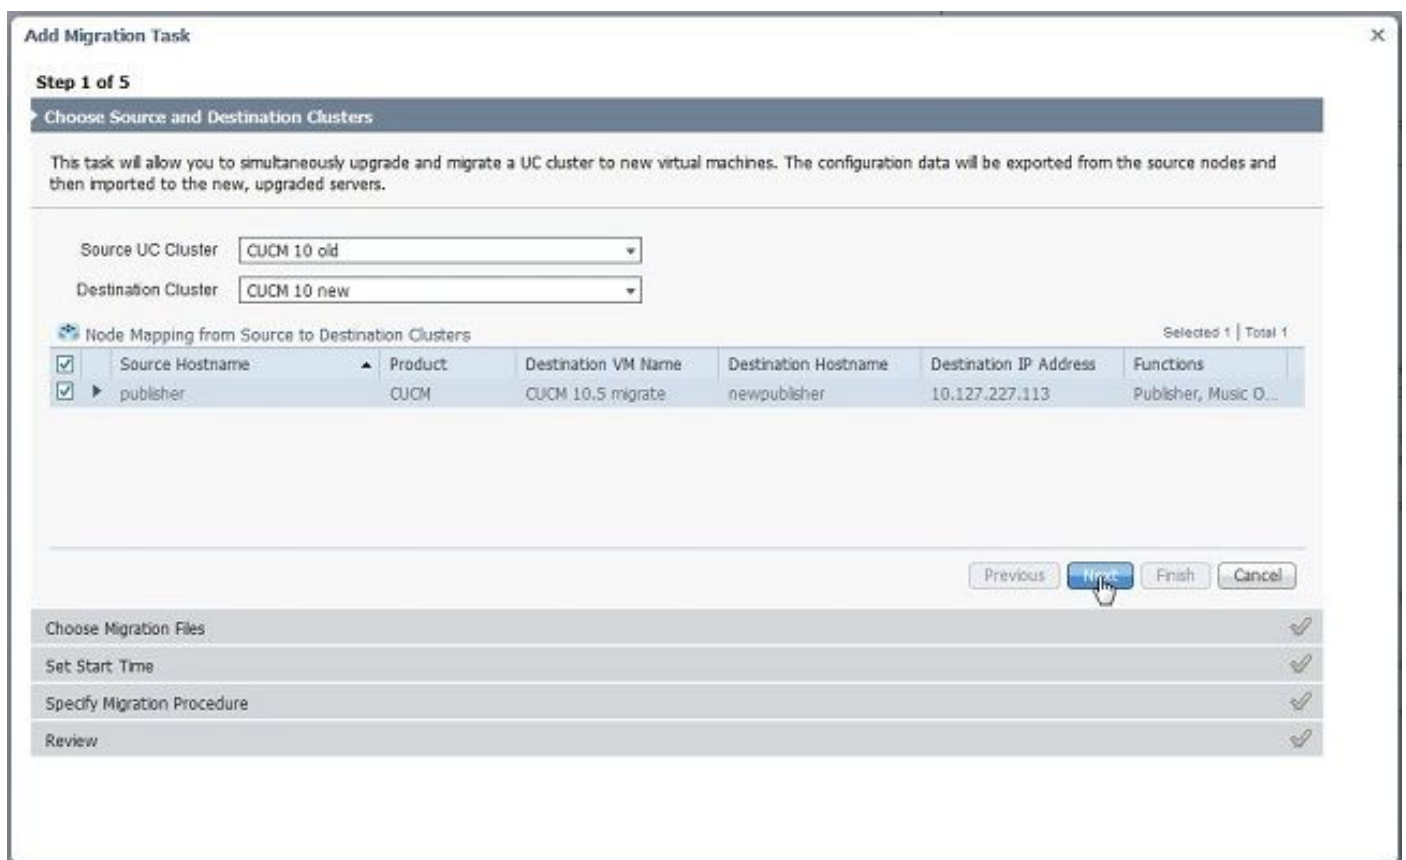 Add Migration Task
Step 1 of 5
Choose Source and Destination Clusters
This task will allow you to simultaneously upgrade and migrate a UC cluster to new virtual machines. The configuration data will be exported from the source nodes and
then imported to the new, upgraded servers.
Source UC Cluster CUCM 10 old
Destination Cluster CUCM 10 new
Node Mapping from Source to Destination Clusters Selected 1 | Total 1
Source Hostname Product Destination VM Name Destination Hostname Destination IP Address Functions
publisher CUCM CUCM 10.5 migrate newpublisher 10.127.227.113 Publisher, Music O...
Previous Next Finish Cancel
Choose Migration Files
Set Start Time
Specify Migration Procedure
Review